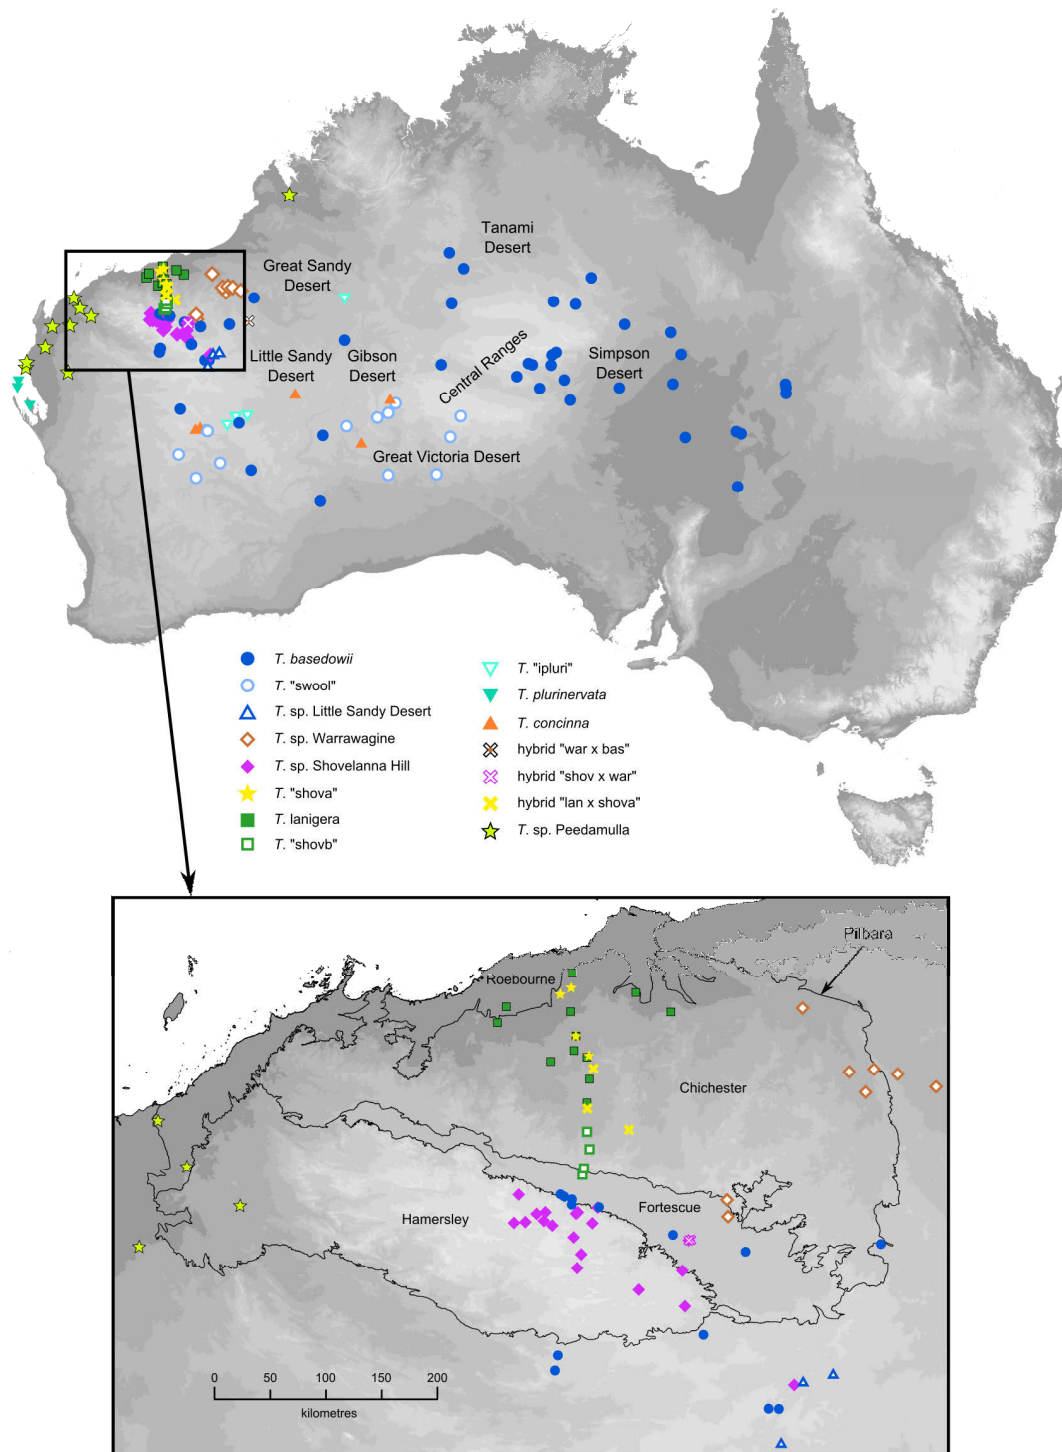 Tanami
Desert
Great Sandy
Desert
Central Ranges
Little Sandy
Desert
Gibson
Desert
Simpson
Desert
Great Victoria Desert
T. basedowii
T. "swool"
T. sp. Little Sandy Desert
T. sp. Warrawagine
T. sp. Shovelanna Hill
T. "shova"
T. lanigera
T. "shovb"
T. "ipluri"
T. plurinervata
T. concinna
hybrid "war x bas"
hybrid "shov x war"
hybrid "lan x shova"
T. sp. Peedamulla
Pilbara
Roebourne
Chichester
Hamersley
Fortescue
0 50 100 150 200
kilometres